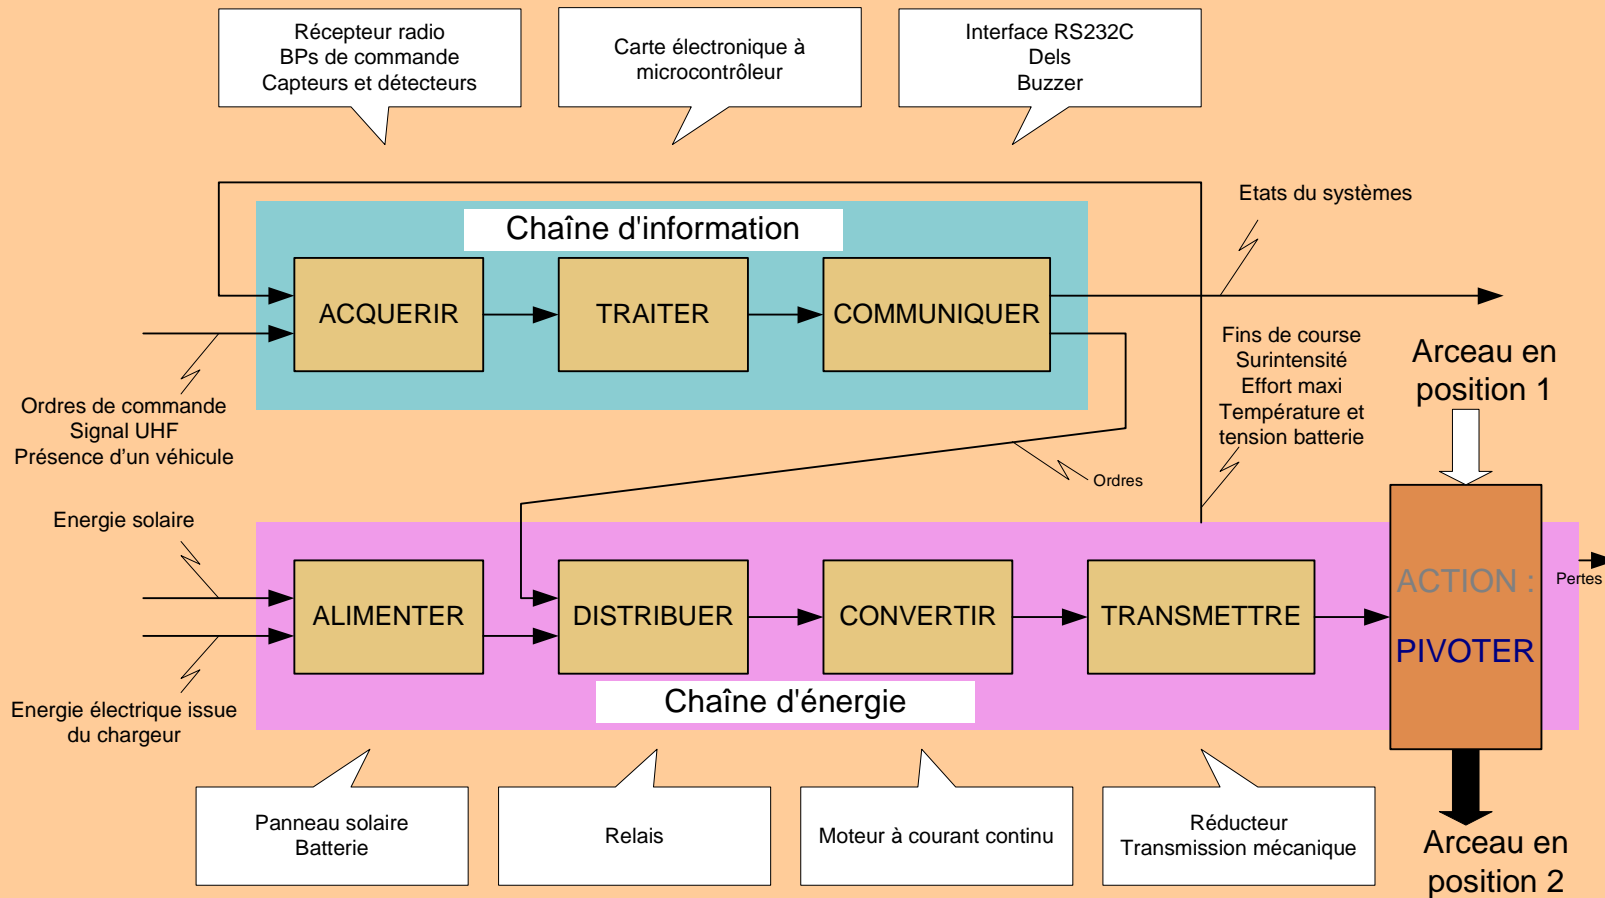 Récepteur radio
BPs de commande
Capteurs et détecteurs
Carte électronique à
microcontrôleur
Interface RS232C
Dels
Buzzer
Etats du systèmes
Chaîne d'information
ACQUERIR
TRAITER
COMMUNIQUER
Ordres de commande
Signal UHF
Présence d'un véhicule
Fins de course
Surintensité
Effort maxi
Température et
tension batterie
Arceau en
position 1
Ordres
Energie solaire
ALIMENTER
DISTRIBUER
CONVERTIR
TRANSMETTRE
ACTION :
PIVOTER
Pertes
Energie électrique issue
du chargeur
Chaîne d'énergie
Panneau solaire
Batterie
Relais
Moteur à courant continu
Réducteur
Transmission mécanique
Arceau en
position 2